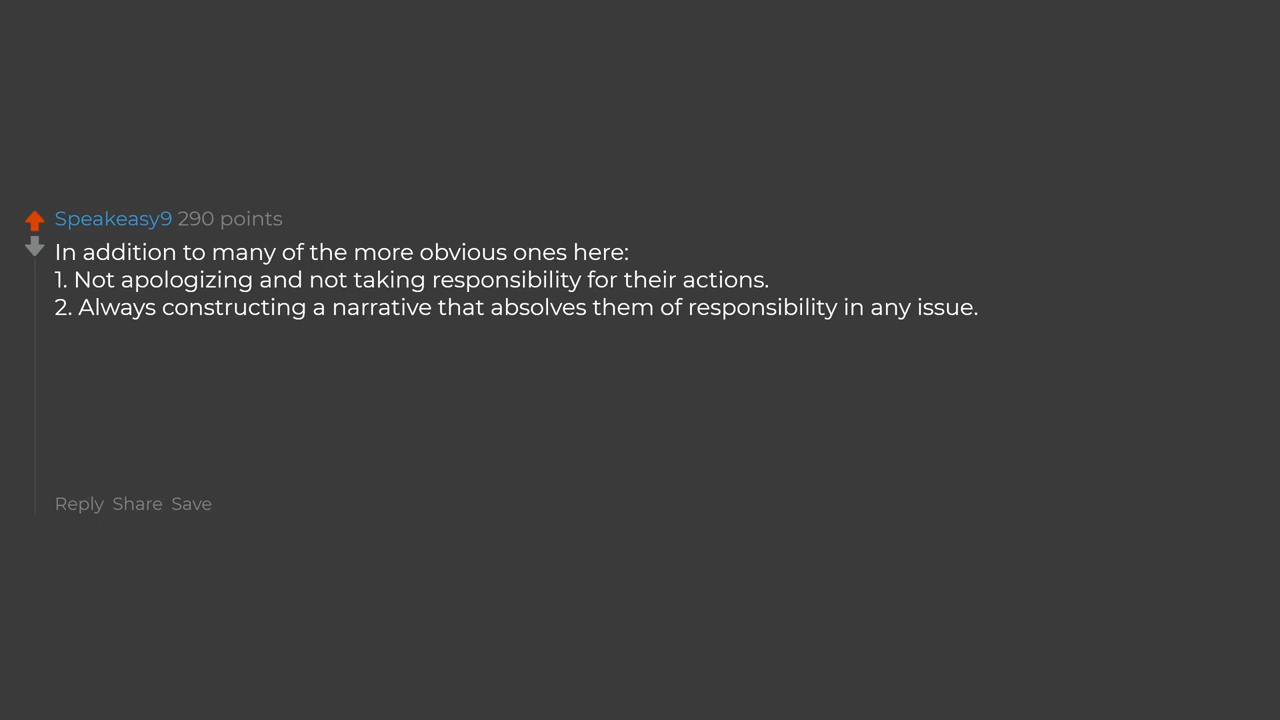 Speakeasy9 290 points
In addition to many of the more obvious ones here:
1. Not apologizing and not taking responsibility for their actions.
2. Always constructing a narrative that absolves them of responsibility in any issue.
Reply Share Save